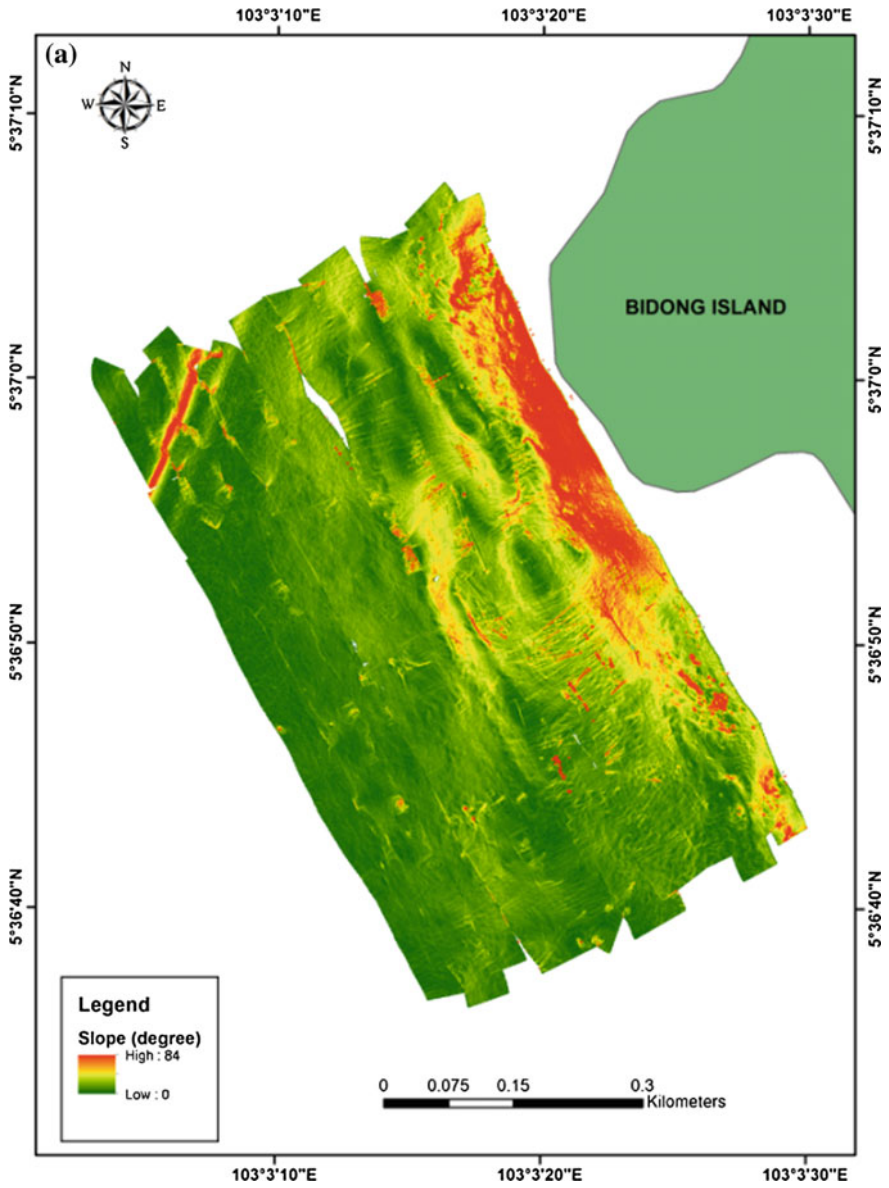 103°3'10"E 103°3'20"E 103°3'30"E
(a)
N
W E
S
5°37'10"N 5°37'10"N
BIDONG ISLAND
5°37'0"N 5°37'0"N
5°36'50"N 5°36'50"N
5°36'40"N 5°36'40"N
Legend
Slope (degree)
High : 84
Low : 0
0 0.075 0.15 0.3
Kilometers
103°3'10"E 103°3'20"E 103°3'30"E